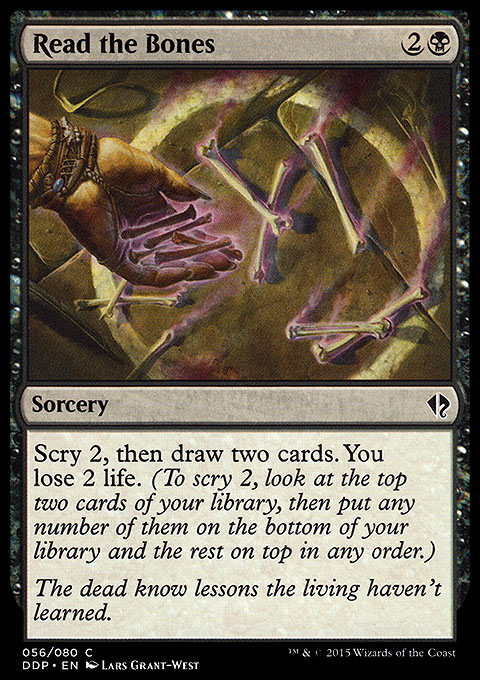 Read the Bones 2
Sorcery
Scry 2, then draw two cards. You
lose 2 life. (To scry 2, look at the top
two cards of your library, then put any
number of them on the bottom of your
library and the rest on top in any order.)
The dead know lessons the living haven't
learned.
056/080 C
DDP • EN Lars Grant-West
™ & © 2015 Wizards of the Coast